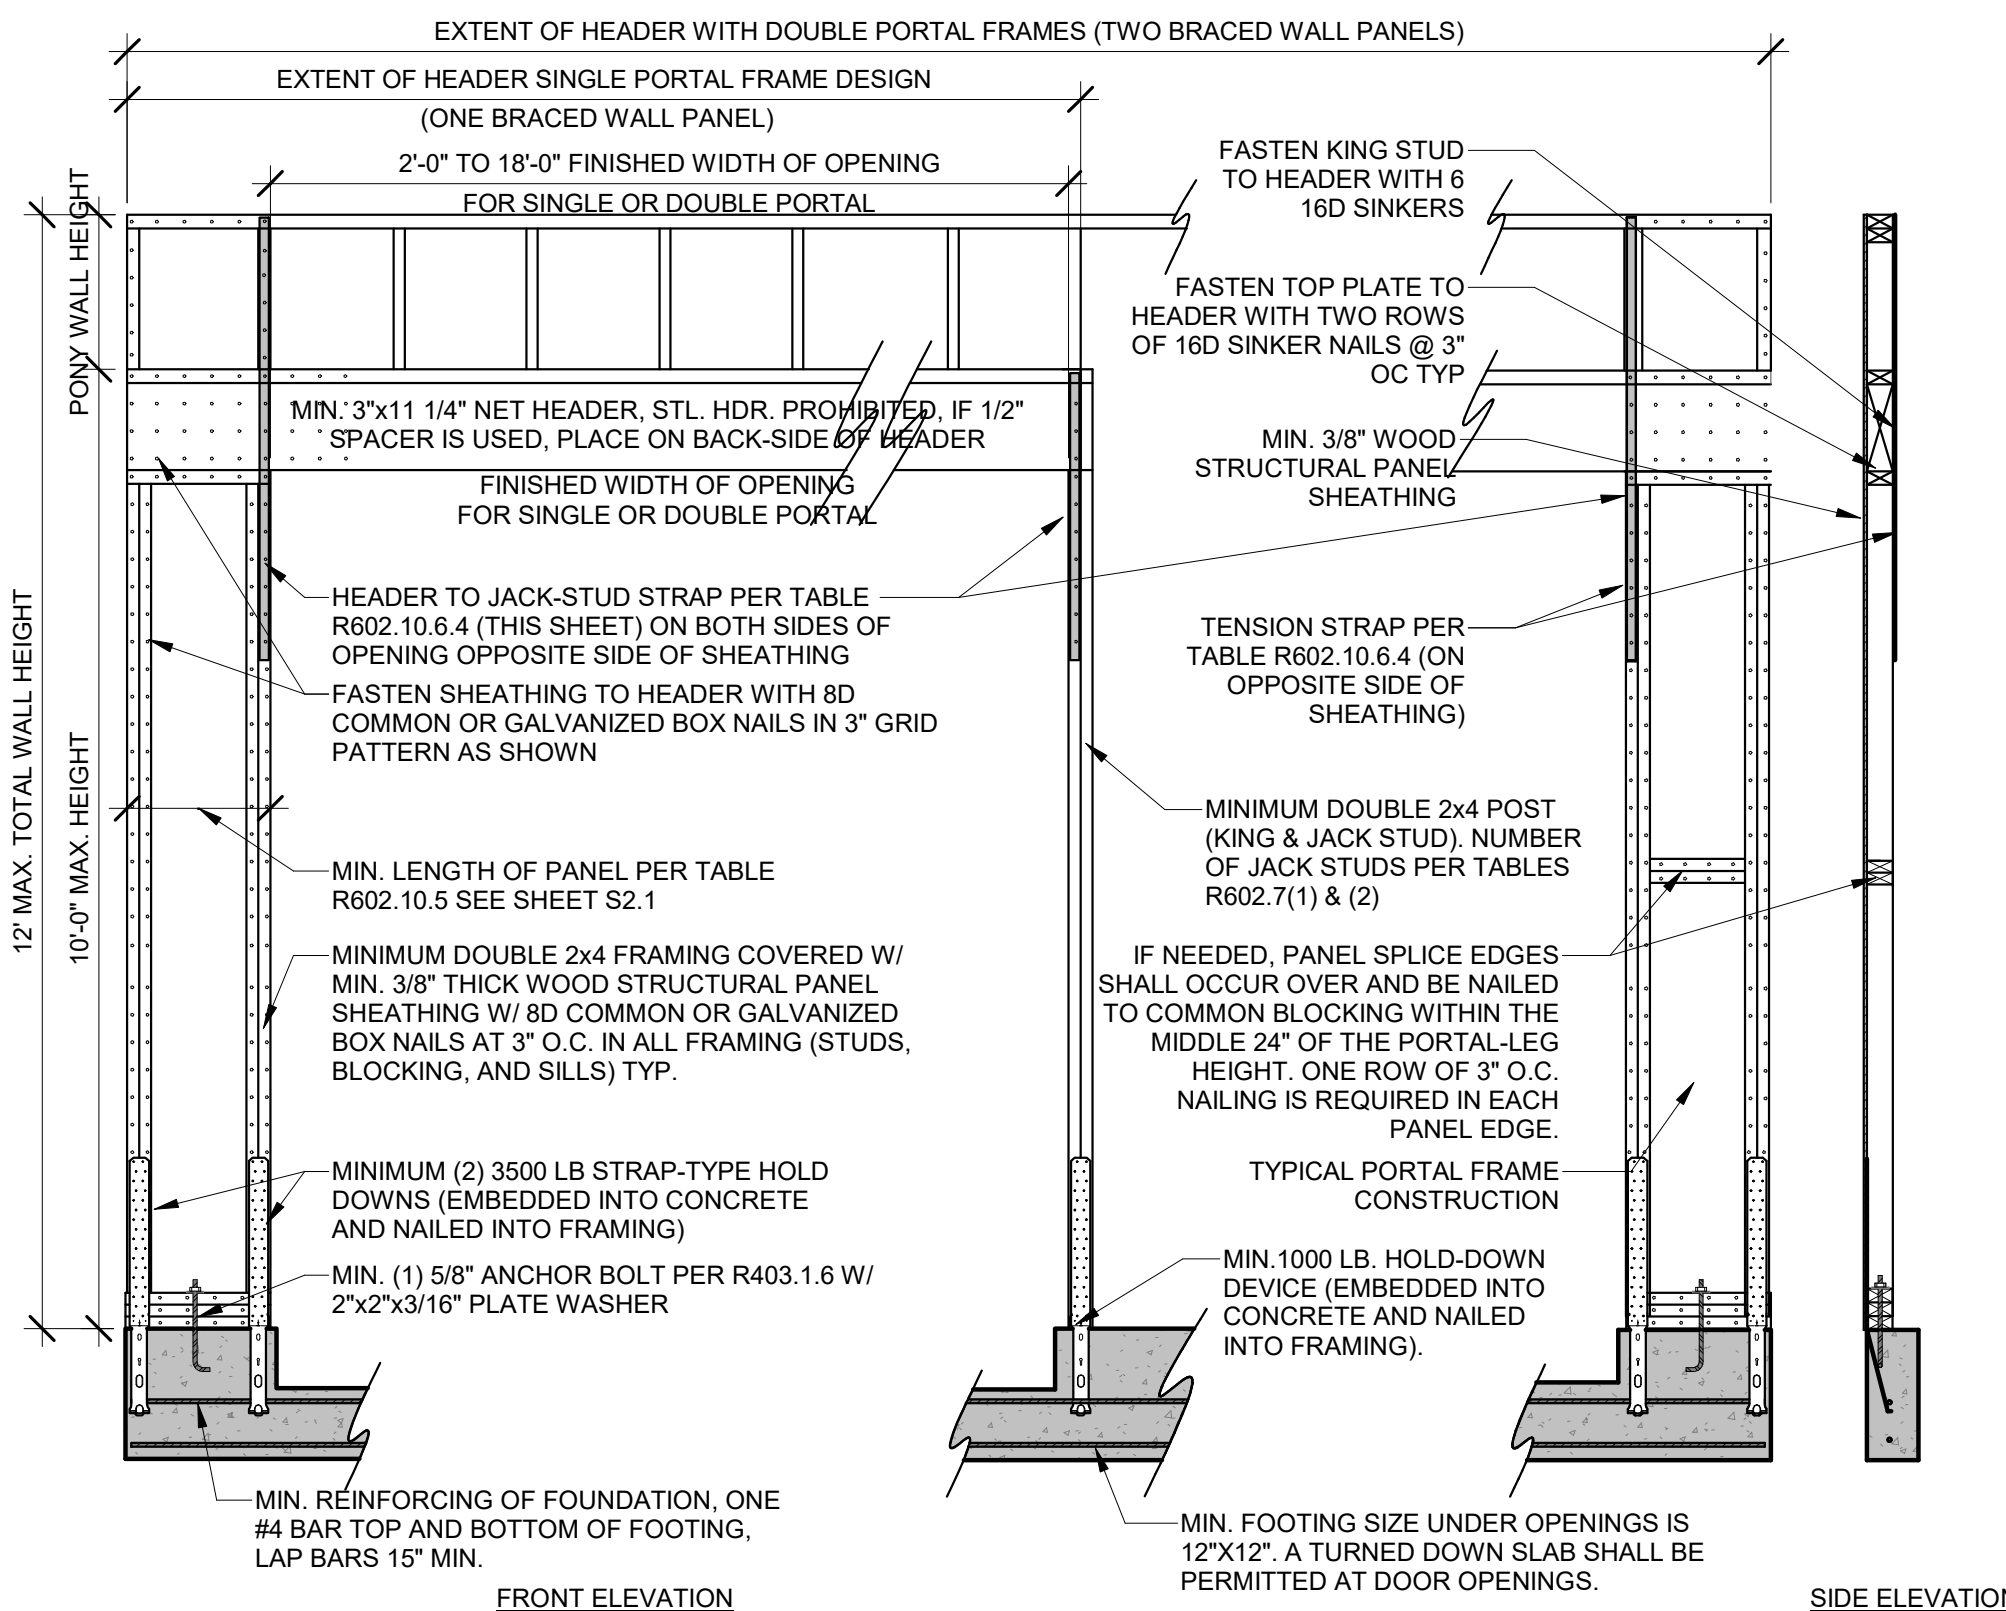 EXTENT OF HEADER WITH DOUBLE PORTAL FRAMES (TWO BRACED WALL PANELS)
EXTENT OF HEADER SINGLE PORTAL FRAME DESIGN
(ONE BRACED WALL PANEL)
2'-0" TO 18'-0" FINISHED WIDTH OF OPENING
FOR SINGLE OR DOUBLE PORTAL
PONY WALL HEIGHT
12' MAX. TOTAL WALL HEIGHT
10'-0" MAX. HEIGHT
FASTEN KING STUD
TO HEADER WITH 6
16D SINKERS
FASTEN TOP PLATE TO
HEADER WITH TWO ROWS
OF 16D SINKER NAILS @ 3"
OC TYP
MIN. 3"x11 1/4" NET HEADER, STL. HDR. PROHIBITED, IF 1/2"
SPACER IS USED, PLACE ON BACK-SIDE OF HEADER
FINISHED WIDTH OF OPENING
FOR SINGLE OR DOUBLE PORTAL
MIN. 3/8" WOOD
STRUCTURAL PANEL
SHEATHING
HEADER TO JACK-STUD STRAP PER TABLE
R602.10.6.4 (THIS SHEET) ON BOTH SIDES OF
OPENING OPPOSITE SIDE OF SHEATHING
FASTEN SHEATHING TO HEADER WITH 8D
COMMON OR GALVANIZED BOX NAILS IN 3" GRID
PATTERN AS SHOWN
TENSION STRAP PER
TABLE R602.10.6.4 (ON
OPPOSITE SIDE OF
SHEATHING)
MIN. LENGTH OF PANEL PER TABLE
R602.10.5 SEE SHEET S2.1
MINIMUM DOUBLE 2x4 POST
(KING & JACK STUD). NUMBER
OF JACK STUDS PER TABLES
R602.7(1) & (2)
MINIMUM DOUBLE 2x4 FRAMING COVERED W/
MIN. 3/8" THICK WOOD STRUCTURAL PANEL
SHEATHING W/ 8D COMMON OR GALVANIZED
BOX NAILS AT 3" O.C. IN ALL FRAMING (STUDS,
BLOCKING, AND SILLS) TYP.
IF NEEDED, PANEL SPLICE EDGES
SHALL OCCUR OVER AND BE NAILED
TO COMMON BLOCKING WITHIN THE
MIDDLE 24" OF THE PORTAL-LEG
HEIGHT. ONE ROW OF 3" O.C.
NAILING IS REQUIRED IN EACH
PANEL EDGE.
MINIMUM (2) 3500 LB STRAP-TYPE HOLD
DOWNS (EMBEDDED INTO CONCRETE
AND NAILED INTO FRAMING)
TYPICAL PORTAL FRAME
CONSTRUCTION
MIN. (1) 5/8" ANCHOR BOLT PER R403.1.6 W/
2"x2"x3/16" PLATE WASHER
MIN.1000 LB. HOLD-DOWN
DEVICE (EMBEDDED INTO
CONCRETE AND NAILED
INTO FRAMING).
MIN. REINFORCING OF FOUNDATION, ONE
#4 BAR TOP AND BOTTOM OF FOOTING,
LAP BARS 15" MIN.
MIN. FOOTING SIZE UNDER OPENINGS IS
12"X12". A TURNED DOWN SLAB SHALL BE
PERMITTED AT DOOR OPENINGS.
FRONT ELEVATION
SIDE ELEVATION